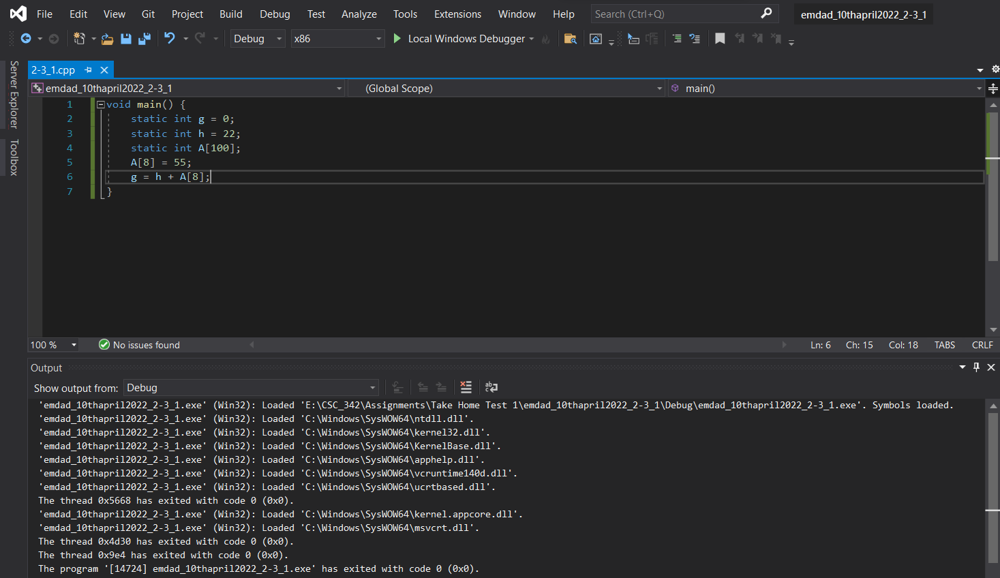 File Edit View Git Project Build Debug Test Analyze Tools Extensions Window Help Search (Ctrl+Q) emdad_10thapril2022_2-3_1
Debug x86 Local Windows Debugger
Server Explorer
Toolbox
2-3_1.cpp
emdad_10thapril2022_2-3_1 (Global Scope) main()
1 void main() {
2 static int g = 0;
3 static int h = 22;
4 static int A[100];
5 A[8] = 55;
6 g = h + A[8];
7 }
100 % No issues found Ln: 6 Ch: 15 Col: 18 TABS CRLF
Output
Show output from: Debug
'emdad_10thapril2022_2-3_1.exe' (Win32): Loaded 'E:\CSC_342\Assignments\Take Home Test 1\emdad_10thapril2022_2-3_1\Debug\emdad_10thapril2022_2-3_1.exe'. Symbols loaded.
'emdad_10thapril2022_2-3_1.exe' (Win32): Loaded 'C:\Windows\SysWOW64\ntdll.dll'.
'emdad_10thapril2022_2-3_1.exe' (Win32): Loaded 'C:\Windows\SysWOW64\kernel32.dll'.
'emdad_10thapril2022_2-3_1.exe' (Win32): Loaded 'C:\Windows\SysWOW64\KernelBase.dll'.
'emdad_10thapril2022_2-3_1.exe' (Win32): Loaded 'C:\Windows\SysWOW64\apphelp.dll'.
'emdad_10thapril2022_2-3_1.exe' (Win32): Loaded 'C:\Windows\SysWOW64\vcruntime140d.dll'.
'emdad_10thapril2022_2-3_1.exe' (Win32): Loaded 'C:\Windows\SysWOW64\ucrtbased.dll'.
The thread 0x5668 has exited with code 0 (0x0).
'emdad_10thapril2022_2-3_1.exe' (Win32): Loaded 'C:\Windows\SysWOW64\kernel.appcore.dll'.
'emdad_10thapril2022_2-3_1.exe' (Win32): Loaded 'C:\Windows\SysWOW64\msvcrt.dll'.
The thread 0x4d30 has exited with code 0 (0x0).
The thread 0x9e4 has exited with code 0 (0x0).
The program '[14724] emdad_10thapril2022_2-3_1.exe' has exited with code 0 (0x0).